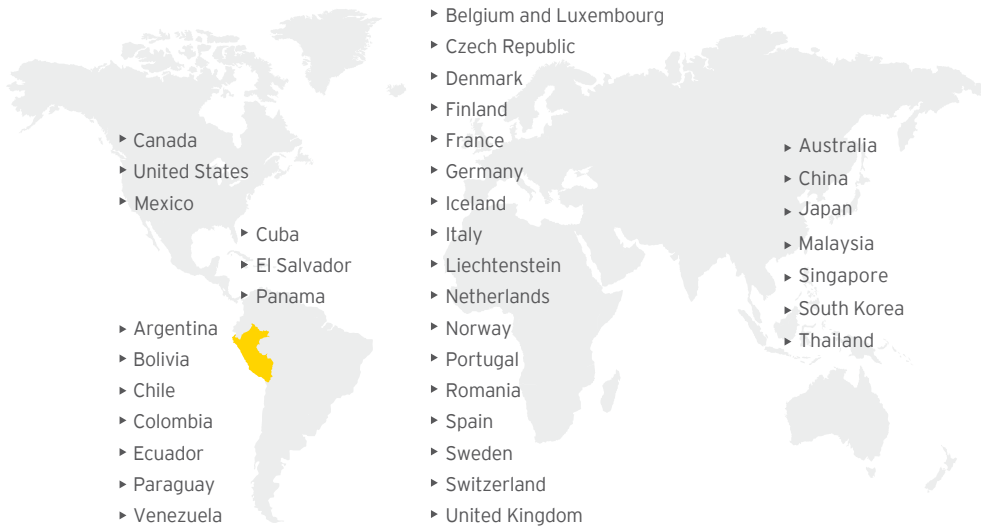 ▸ Canada
▸ United States
▸ Mexico
▸ Cuba
▸ El Salvador
▸ Panama
▸ Argentina
▸ Bolivia
▸ Chile
▸ Colombia
▸ Ecuador
▸ Paraguay
▸ Venezuela
▸ Belgium and Luxembourg
▸ Czech Republic
▸ Denmark
▸ Finland
▸ France
▸ Germany
▸ Iceland
▸ Italy
▸ Liechtenstein
▸ Netherlands
▸ Norway
▸ Portugal
▸ Romania
▸ Spain
▸ Sweden
▸ Switzerland
▸ United Kingdom
▸ Australia
▸ China
▸ Japan
▸ Malaysia
▸ Singapore
▸ South Korea
▸ Thailand